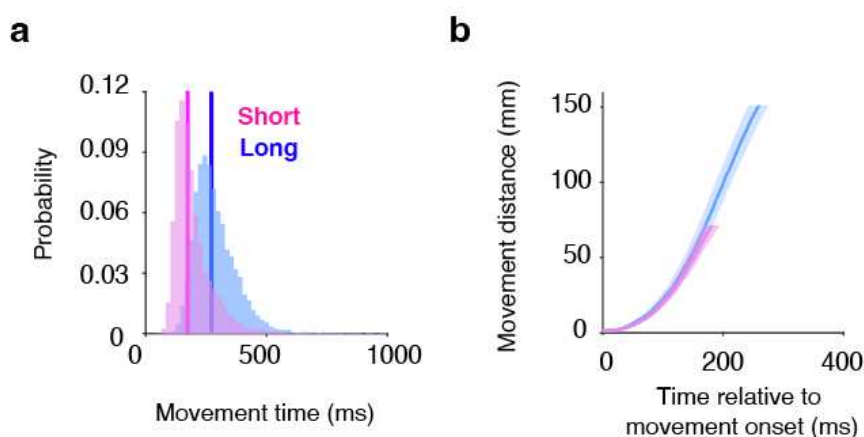 a
b
0.12
0.09
0.06
0.03
0
Probability
Short
Long
0
500
1000
Movement time (ms)
150
100
50
0
Movement distance (mm)
0
200
400
Time relative to
movement onset (ms)